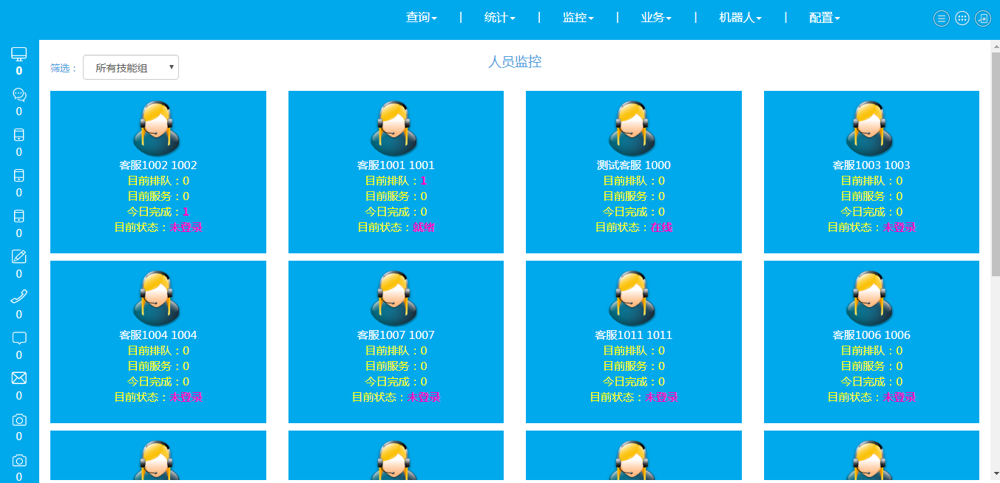 查询 | 统计 | 监控 | 业务 | 机器人 | 配置
人员监控
筛选： 所有技能组
0
0
0
0
0
0
0
0
0
0
0
客服1002 1002
目前排队：0
目前服务：0
今日完成：1
目前状态：未登录
客服1001 1001
目前排队：1
目前服务：0
今日完成：0
目前状态：就绪
测试客服 1000
目前排队：0
目前服务：0
今日完成：0
目前状态：在线
客服1003 1003
目前排队：0
目前服务：0
今日完成：0
目前状态：未登录
客服1004 1004
目前排队：0
目前服务：0
今日完成：0
目前状态：未登录
客服1007 1007
目前排队：0
目前服务：0
今日完成：0
目前状态：未登录
客服1011 1011
目前排队：0
目前服务：0
今日完成：0
目前状态：未登录
客服1006 1006
目前排队：0
目前服务：0
今日完成：0
目前状态：未登录